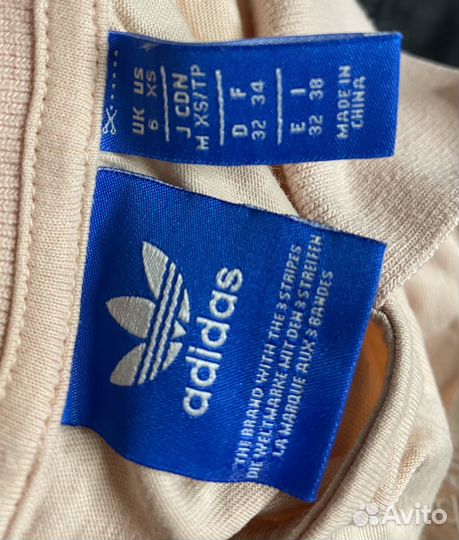 UK US
6 XS
J CDN
M XS/TP
D F
32 34
E I
32 38
MADE IN
CHINA
adidas
THE BRAND WITH THE 3 STRIPES
DIE WELTMARKE MIT DEN 3 STREIFEN
LA MARQUE AUX 3 BANDES
Avito